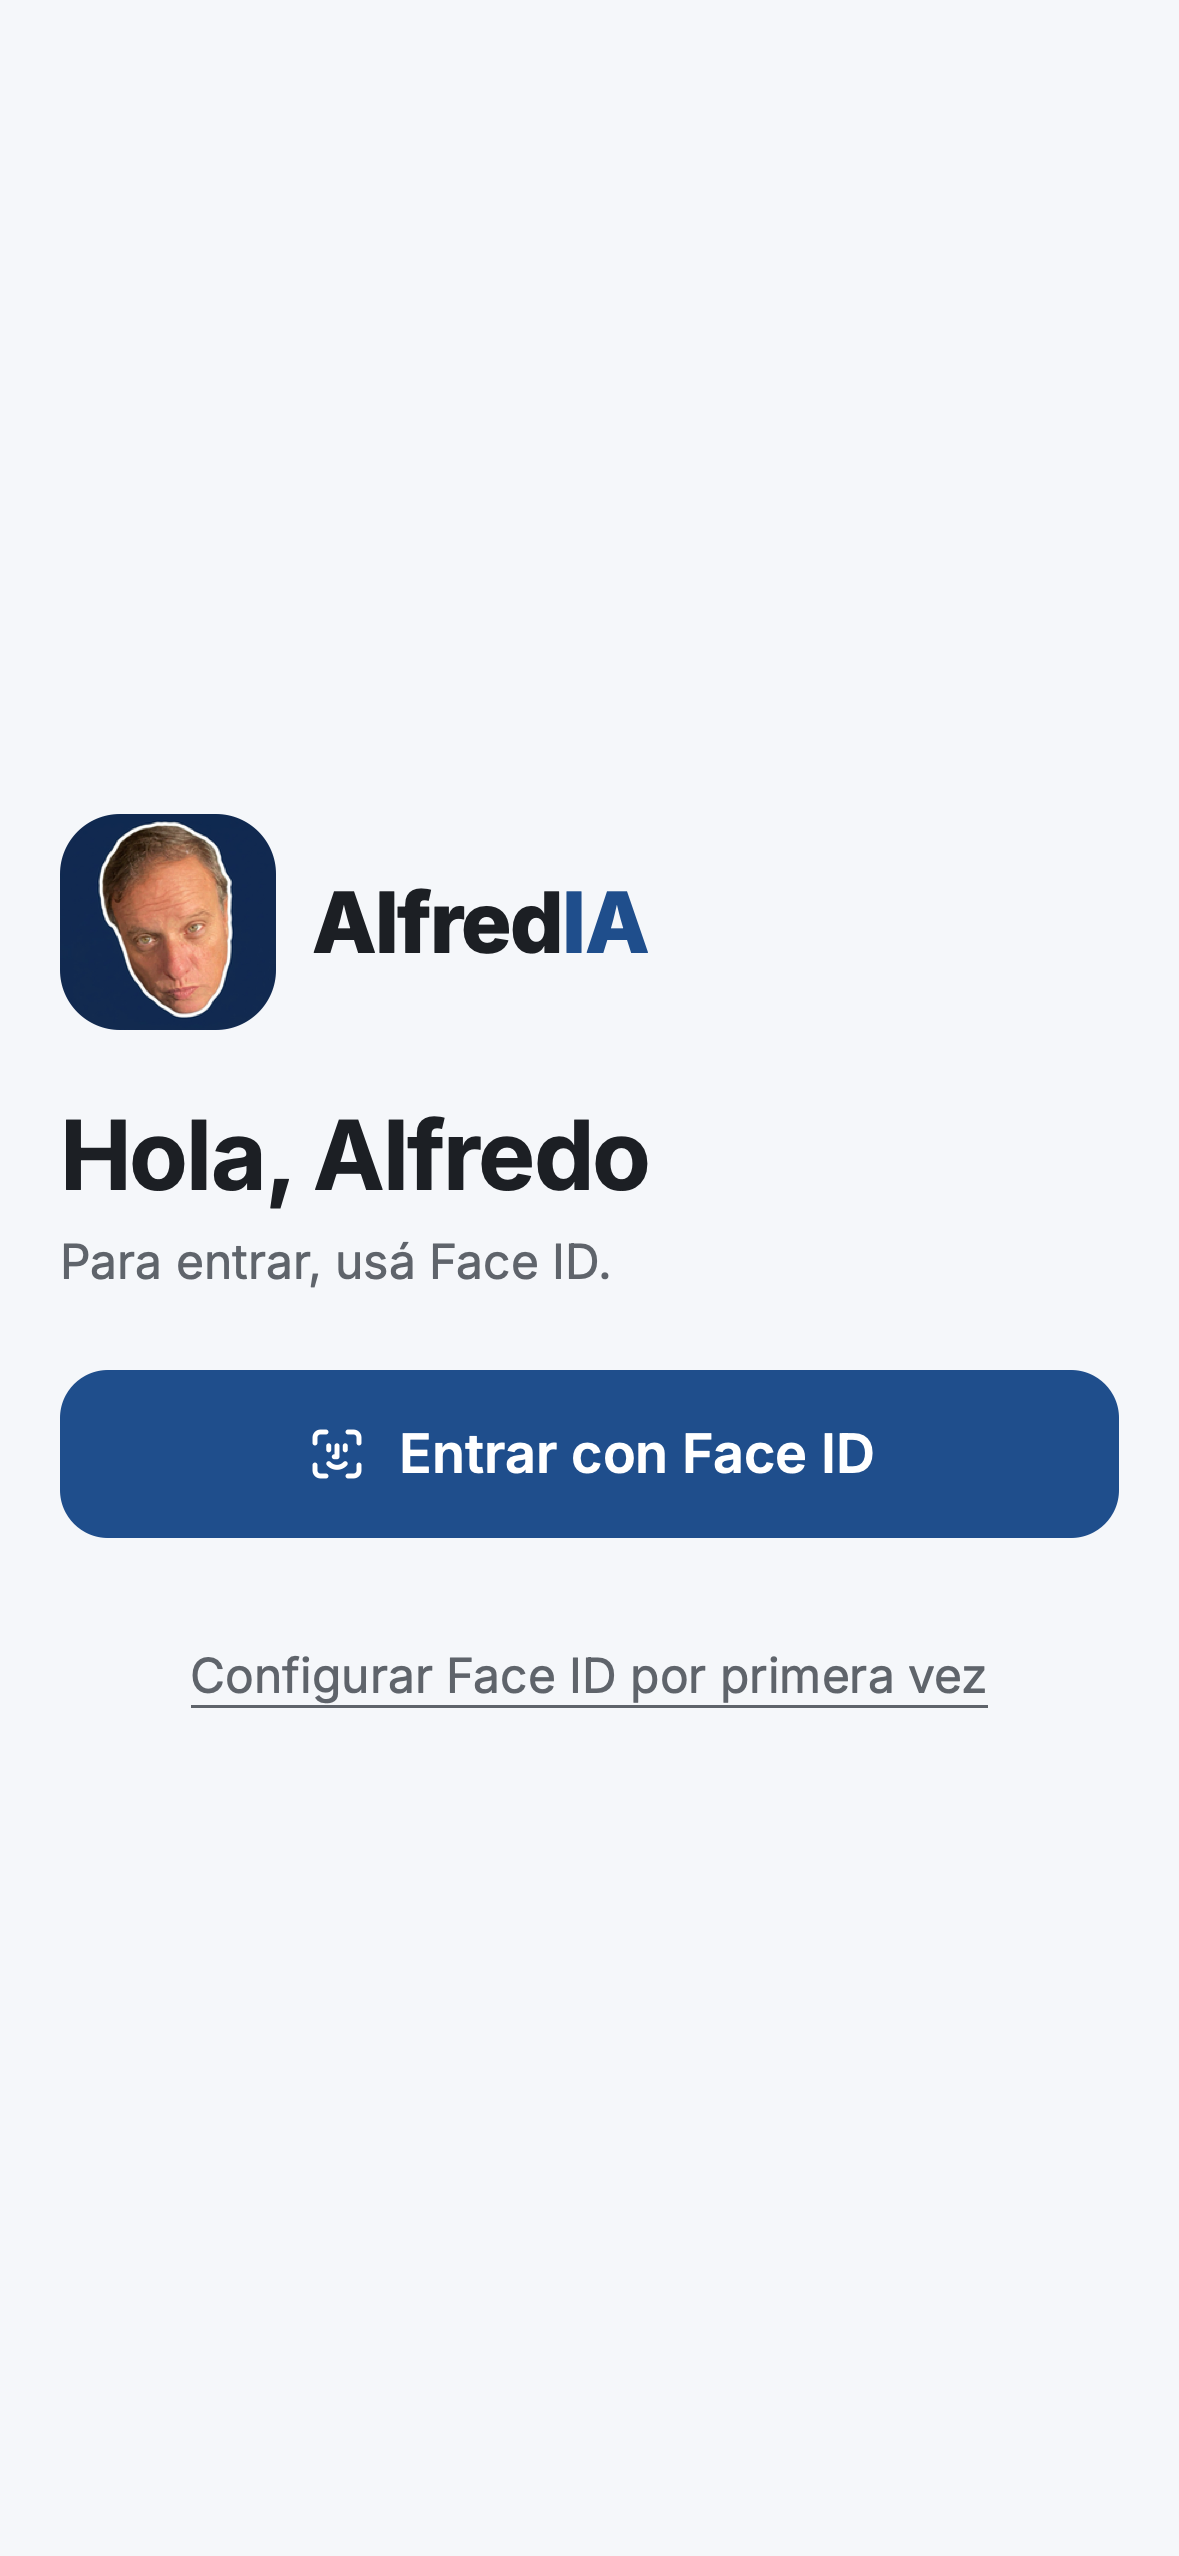 AlfredIA
Hola, Alfredo
Para entrar, usá Face ID.
Entrar con Face ID
Configurar Face ID por primera vez